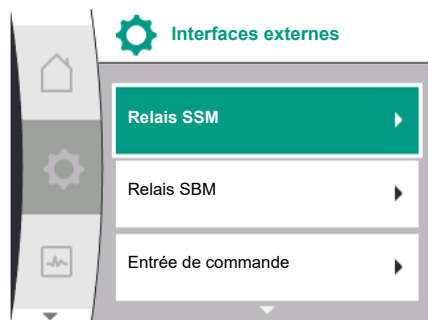 Interfaces externes
Relais SSM
Relais SBM
Entrée de commande